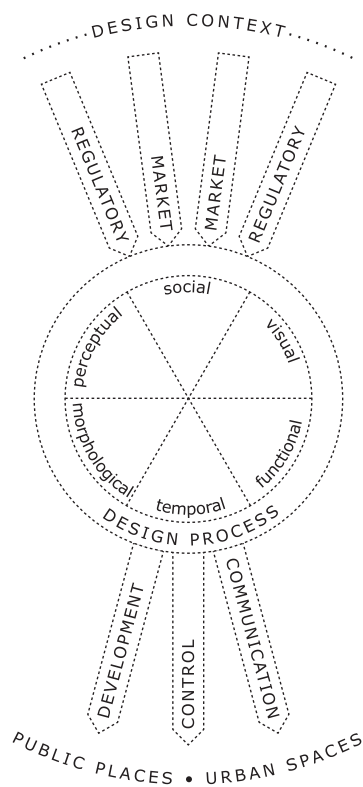 DESIGN CONTEXT
REGULATORY
MARKET
MARKET
REGULATORY
social
perceptual
visual
morphological
functional
temporal
DESIGN PROCESS
DEVELOPMENT
CONTROL
COMMUNICATION
PUBLIC PLACES • URBAN SPACES